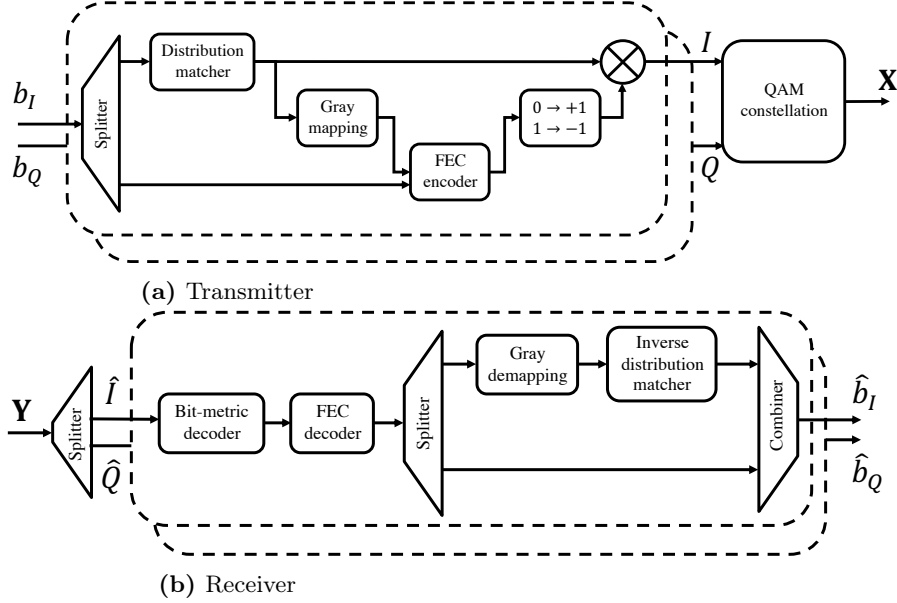 b_I
b_Q
Splitter
Distribution
matcher
Gray
mapping
FEC
encoder
0 → +1
1 → −1
I
Q
QAM
constellation
X
(a) Transmitter
Y
Splitter
Î
Q̂
Bit-metric
decoder
FEC
decoder
Splitter
Gray
demapping
Inverse
distribution
matcher
Combiner
b̂_I
b̂_Q
(b) Receiver